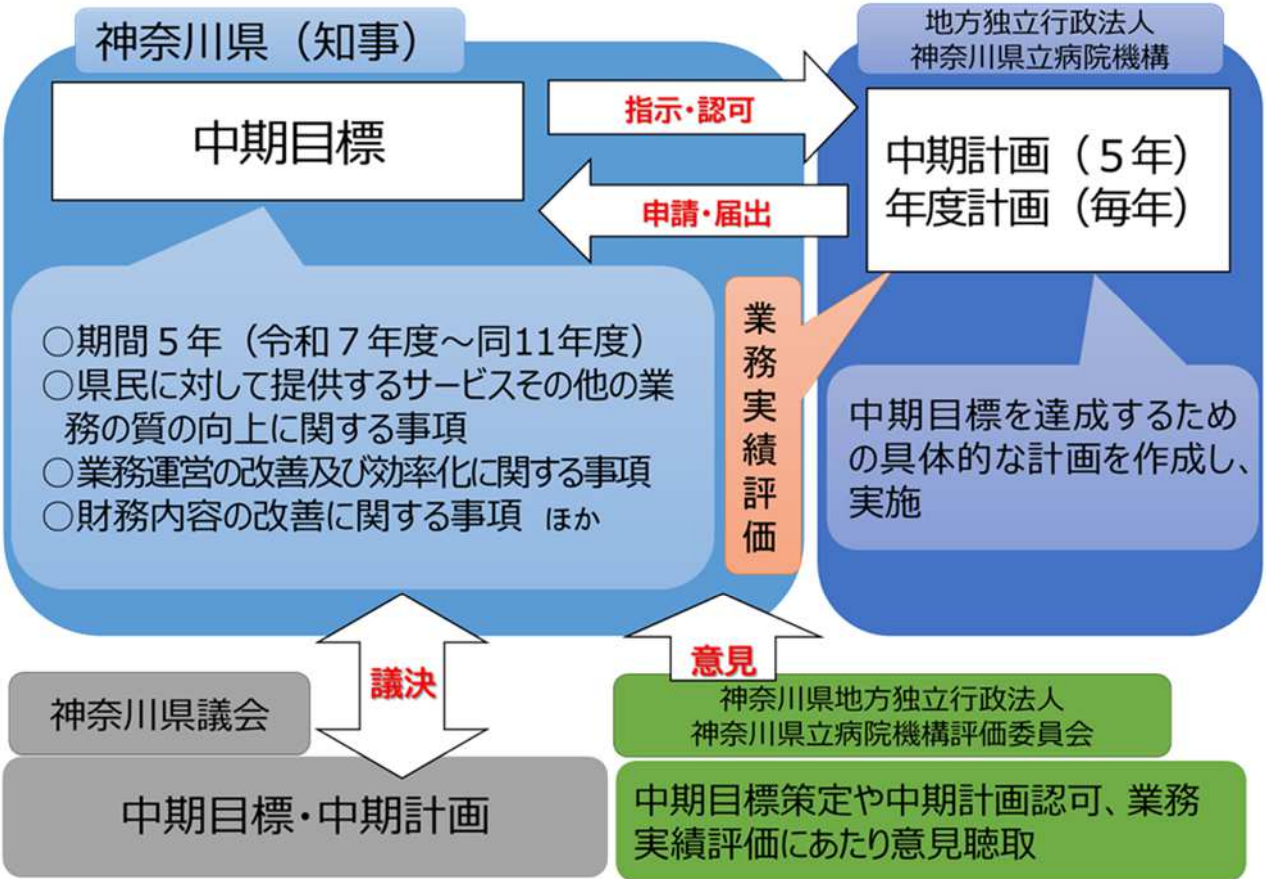 神奈川県（知事）
中期目標
指示・認可
申請・届出
地方独立行政法人
神奈川県立病院機構
中期計画（５年）
年度計画（毎年）
○期間５年（令和７年度～同11年度）
○県民に対して提供するサービスその他の業
務の質の向上に関する事項
○業務運営の改善及び効率化に関する事項
○財務内容の改善に関する事項 ほか
業務実績評価
中期目標を達成するため
の具体的な計画を作成し、
実施
議決
意見
神奈川県議会
中期目標・中期計画
神奈川県地方独立行政法人
神奈川県立病院機構評価委員会
中期目標策定や中期計画認可、業務
実績評価にあたり意見聴取